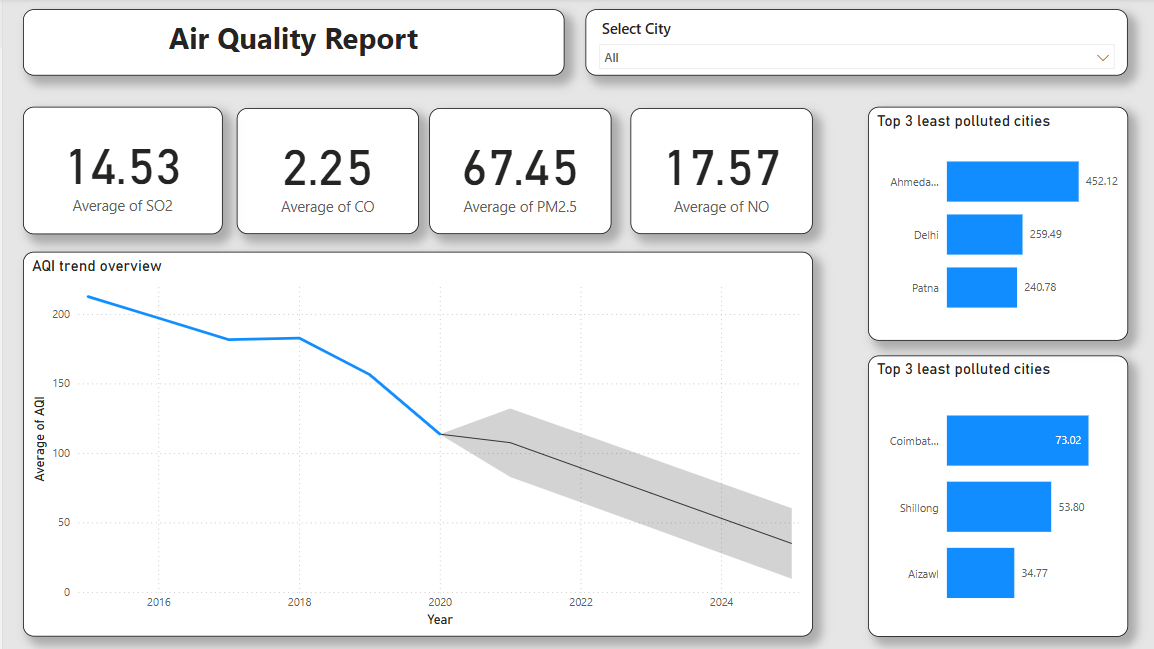 Air Quality Report
Select City
All
14.53
Average of SO2
2.25
Average of CO
67.45
Average of PM2.5
17.57
Average of NO
Top 3 least polluted cities
Ahmeda... 452.12
Delhi 259.49
Patna 240.78
AQI trend overview
Average of AQI
200
150
100
50
0
2016 2018 2020 2022 2024
Year
Top 3 least polluted cities
Coimbat... 73.02
Shillong 53.80
Aizawl 34.77